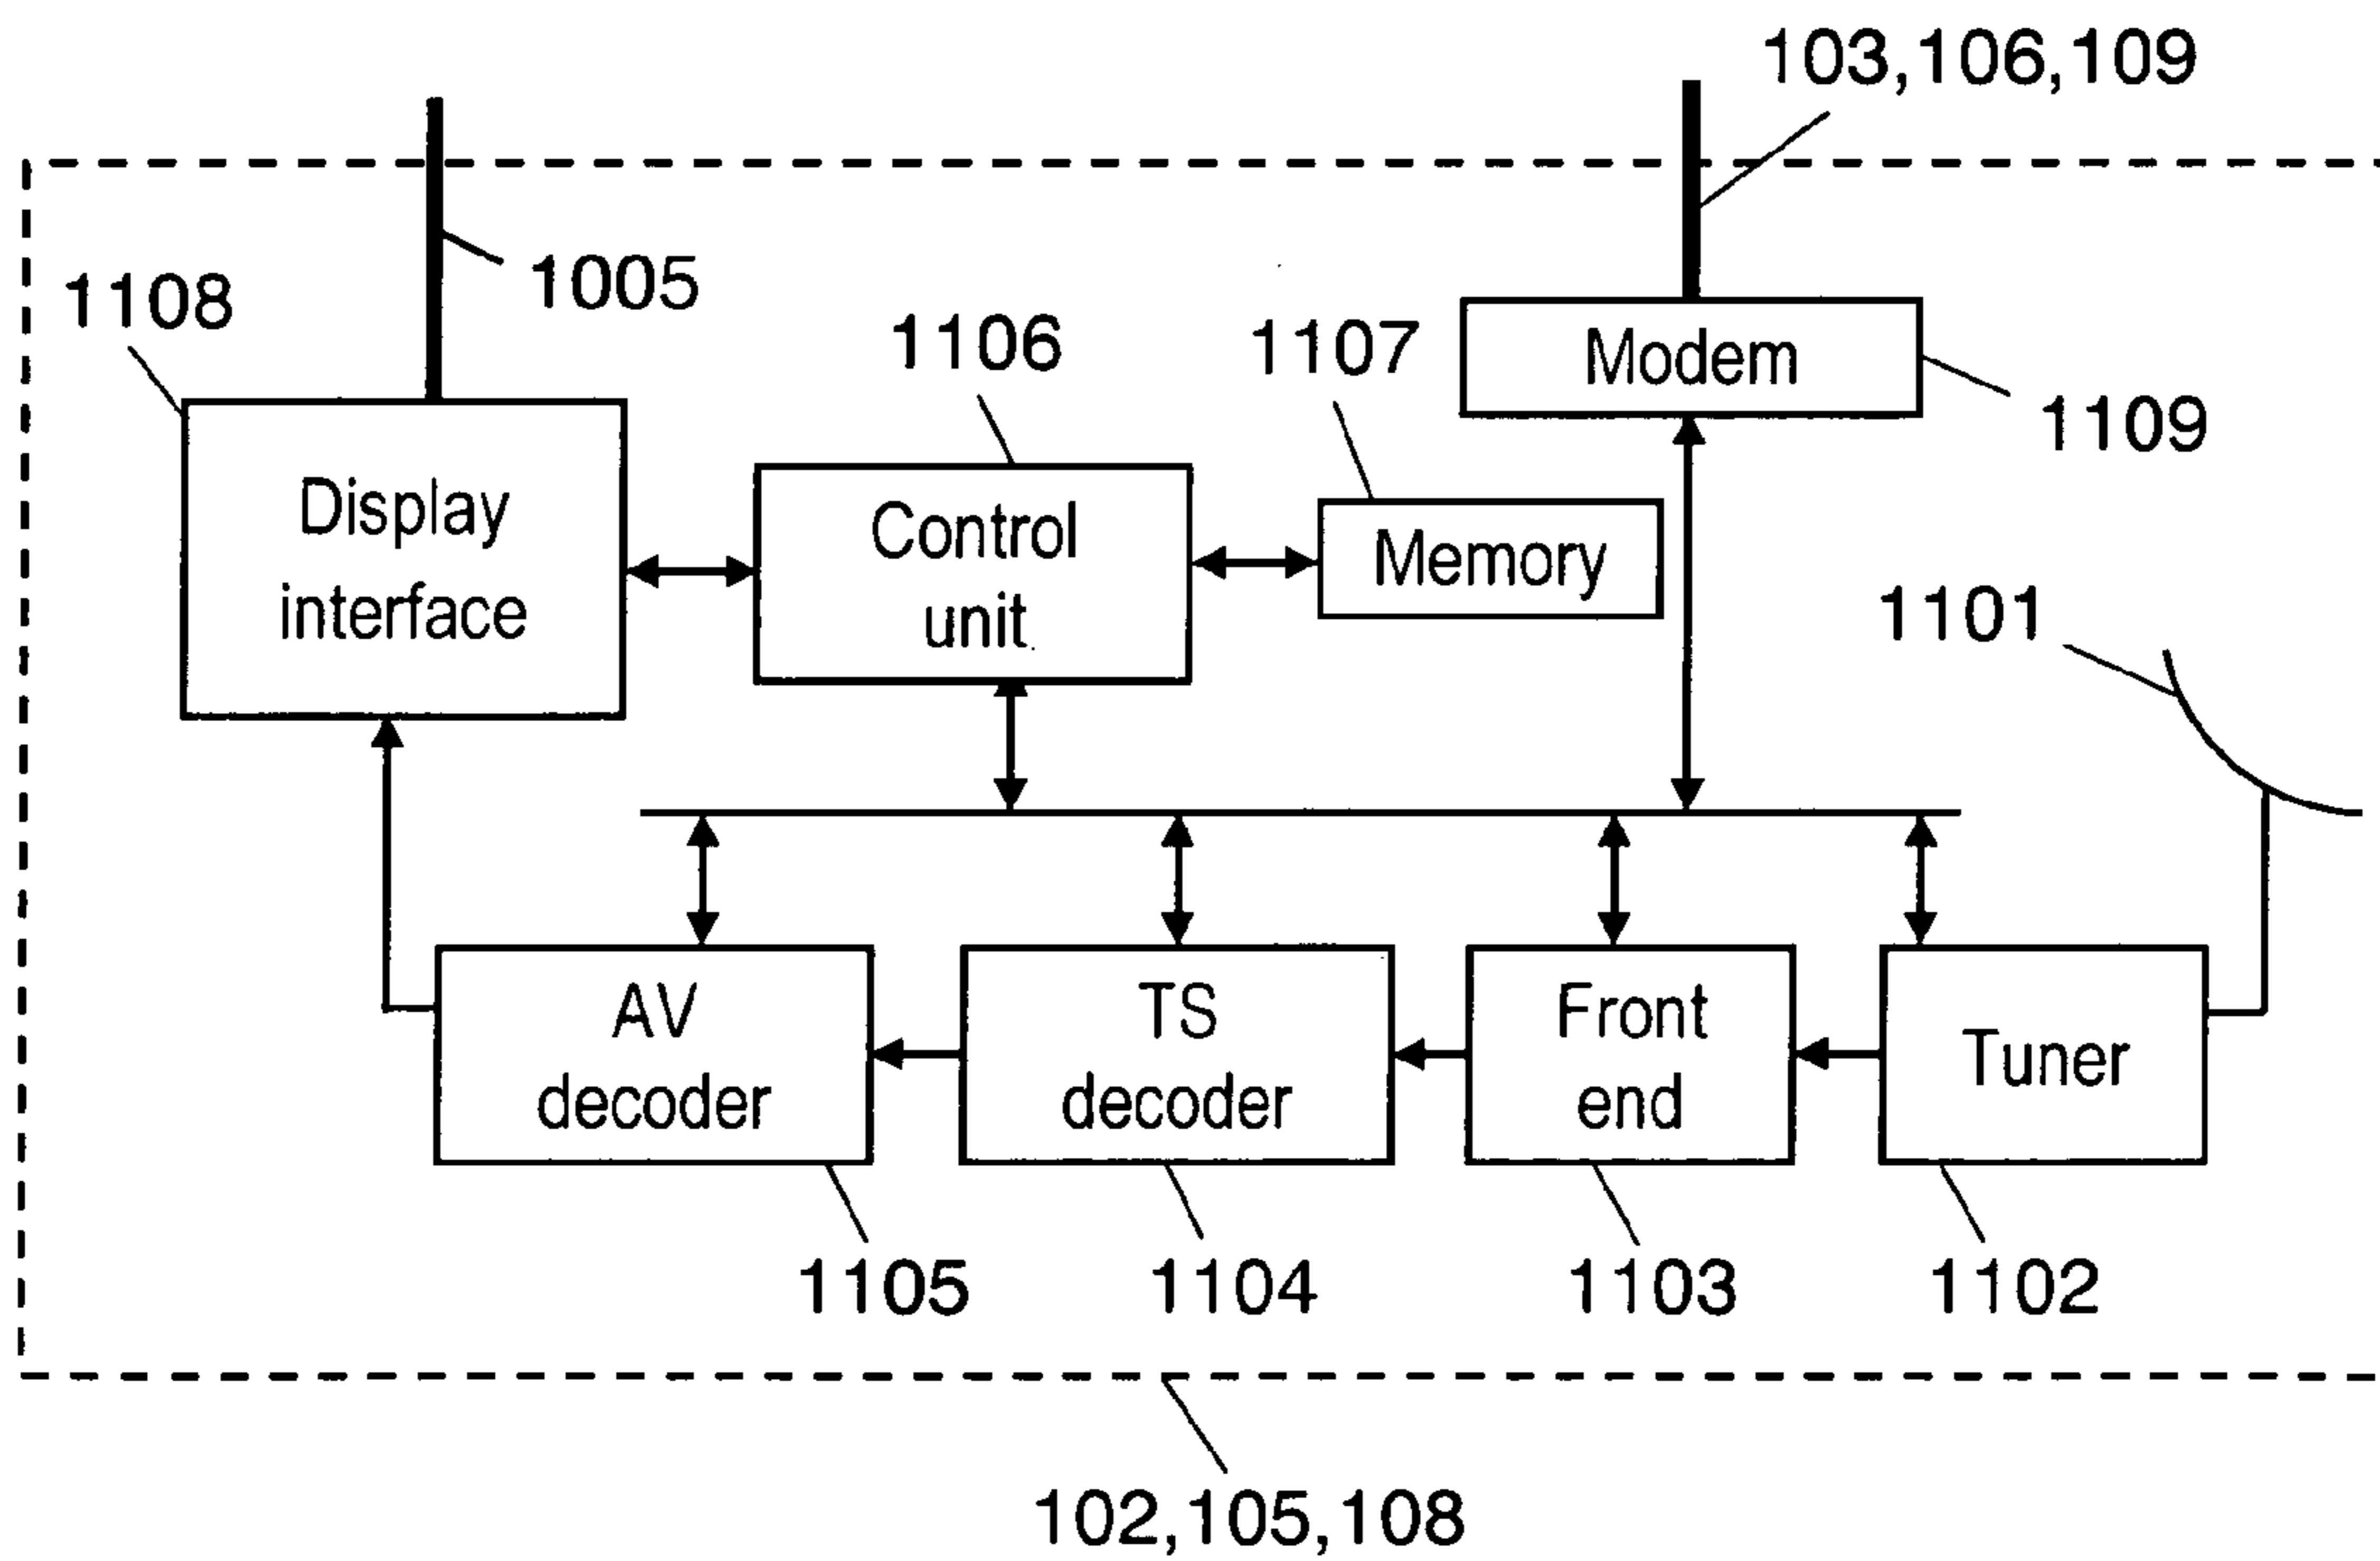 103,106,109
1005
1108
1106
1107
Modem
1109
Display
interface
Control
unit
Memory
1101
AV
decoder
TS
decoder
Front
end
Tuner
1105
1104
1103
1102
102,105,108